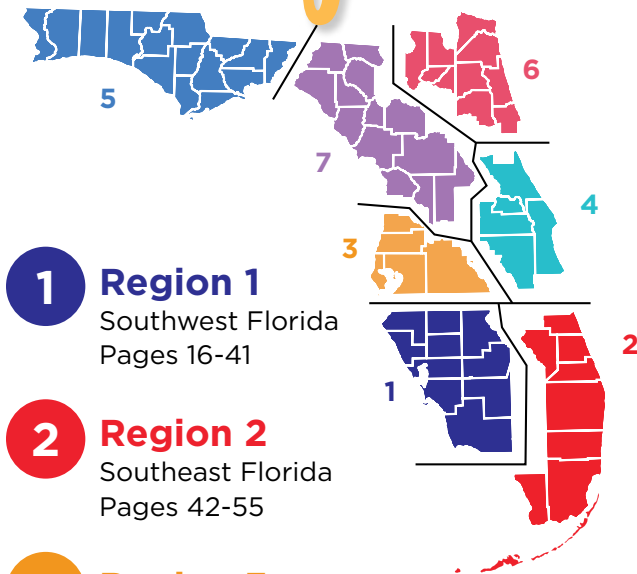 5
6
7
4
3
2
1
1
Region 1
Southwest Florida
Pages 16-41
2
Region 2
Southeast Florida
Pages 42-55